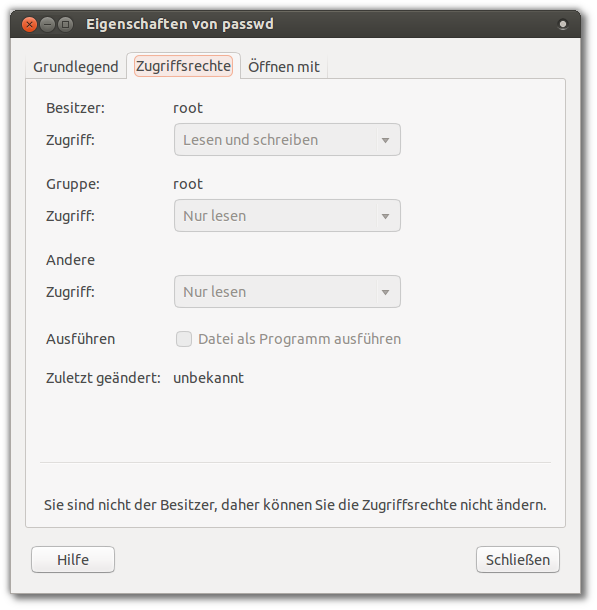 Eigenschaften von passwd
Grundlegend Zugriffsrechte Öffnen mit
Besitzer: root
Zugriff: Lesen und schreiben
Gruppe: root
Zugriff: Nur lesen
Andere
Zugriff: Nur lesen
Ausführen Datei als Programm ausführen
Zuletzt geändert: unbekannt
Sie sind nicht der Besitzer, daher können Sie die Zugriffsrechte nicht ändern.
Hilfe Schließen